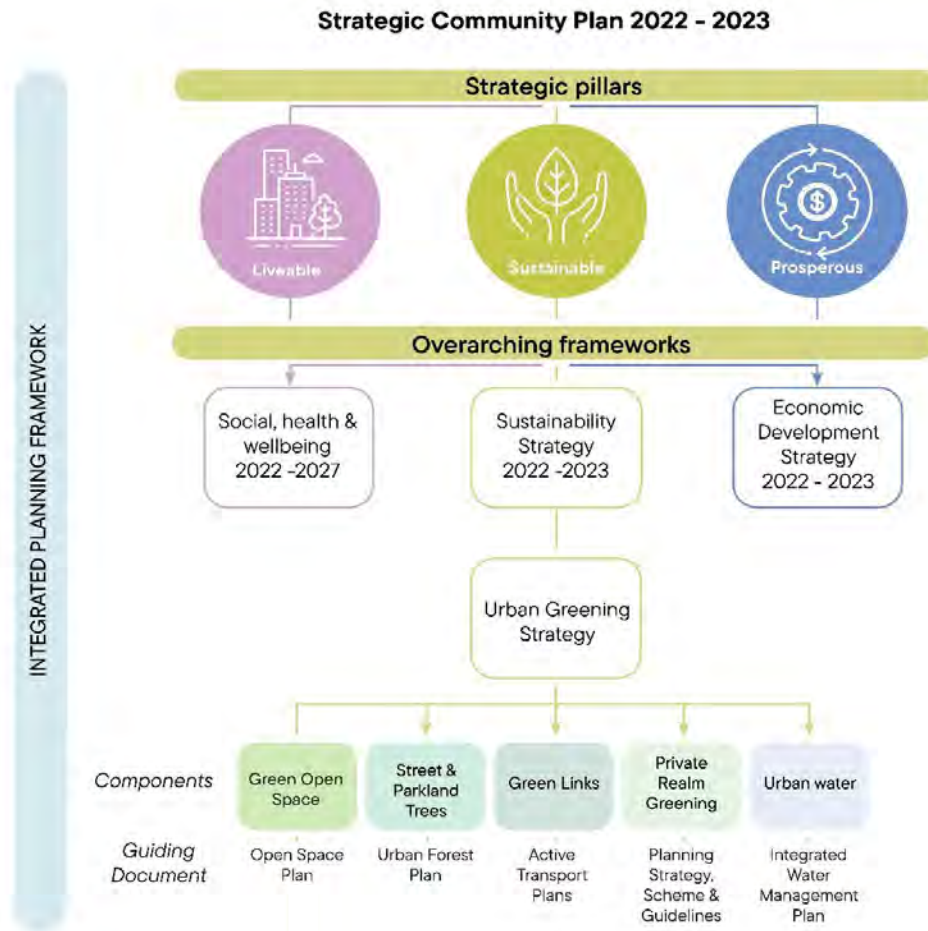 Strategic Community Plan 2022 - 2023
INTEGRATED PLANNING FRAMEWORK
Strategic pillars
Liveable
Sustainable
Prosperous
$
Overarching frameworks
Social, health &
wellbeing
2022 -2027
Sustainability
Strategy
2022 -2023
Economic
Development
Strategy
2022 - 2023
Urban Greening
Strategy
Components
Green Open
Space
Street &
Parkland
Trees
Green Links
Private
Realm
Greening
Urban water
Guiding
Document
Open Space
Plan
Urban Forest
Plan
Active
Transport
Plans
Planning
Strategy,
Scheme &
Guidelines
Integrated
Water
Management
Plan